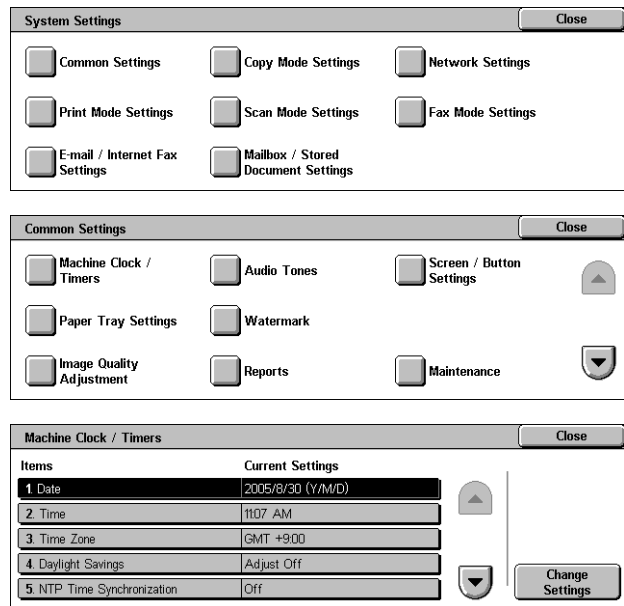 System Settings Close
Common Settings Copy Mode Settings Network Settings
Print Mode Settings Scan Mode Settings Fax Mode Settings
E-mail / Internet Fax Settings Mailbox / Stored Document Settings
Common Settings Close
Machine Clock / Timers Audio Tones Screen / Button Settings
Paper Tray Settings Watermark
Image Quality Adjustment Reports Maintenance
Machine Clock / Timers Close
Items Current Settings
1. Date 2005/8/30 (Y/M/D)
2. Time 11:07 AM
3. Time Zone GMT +9:00
4. Daylight Savings Adjust Off
5. NTP Time Synchronization Off
Change Settings